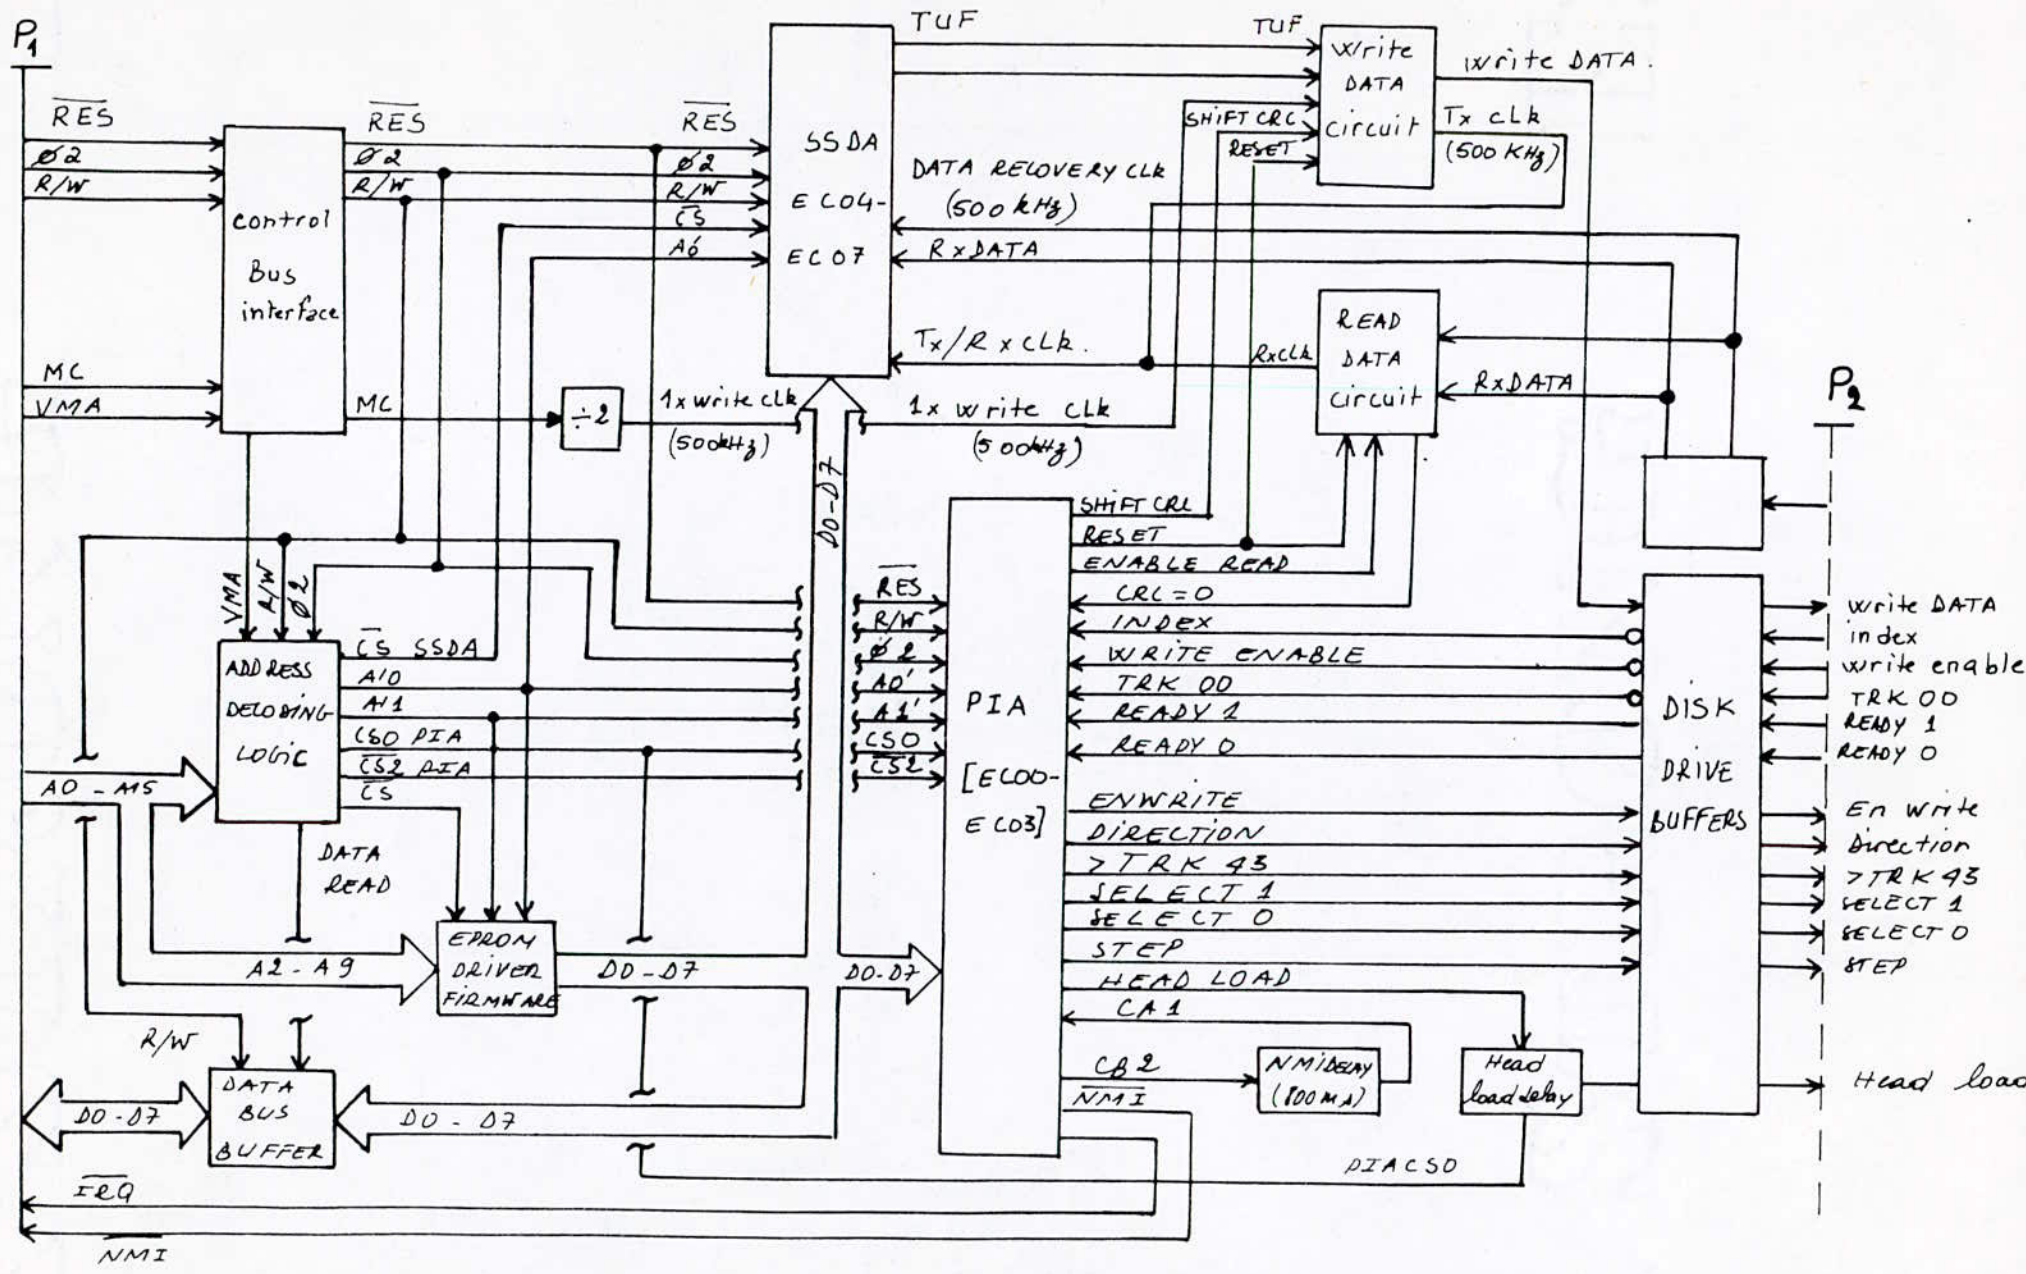 P1
RES
Ø2
R/W
MC
VMA
control
Bus
interface
RES
Ø2
R/W
MC
÷2
1x write clk
(500kHz)
RES
Ø2
R/W
CS
A0
SSDA
EC04-
EC07
TUF
TUF
DATA RECOVERY CLK
(500 kHz)
RxDATA
Tx/Rx CLk.
1x write CLk
(500kHz)
SHIFT CRC
RESET
Write
DATA
circuit
write DATA.
Tx CLk
(500 KHz)
RxCLk
READ
DATA
circuit
RxDATA
P2
D0-D7
VMA
R/W
Ø2
ADDRESS
DECODING
LOGIC
CS SSDA
A'0
A'1
CS0 PIA
CS2 PIA
CS
A0 - A15
DATA
READ
A2 - A9
EPROM
DRIVER
FIRMWARE
D0-D7
D0-D7
R/W
D0-D7
DATA
BUS
BUFFER
D0 - D7
IRQ
NMI
RES
R/W
Ø2
A0'
A1'
CS0
CS2
PIA
[EC00-
EC03]
SHIFT CRC
RESET
ENABLE READ
CRC=0
INDEX
WRITE ENABLE
TRK 00
READY 1
READY 0
ENWRITE
DIRECTION
>TRK 43
SELECT 1
SELECT 0
STEP
HEAD LOAD
CA1
CB2
NMI
NMI DELAY
Head
load delay
PIACS0
DISK
DRIVE
BUFFERS
write DATA
index
write enable
TRK 00
READY 1
READY 0
En write
Direction
>TRK 43
SELECT 1
SELECT 0
STEP
Head load